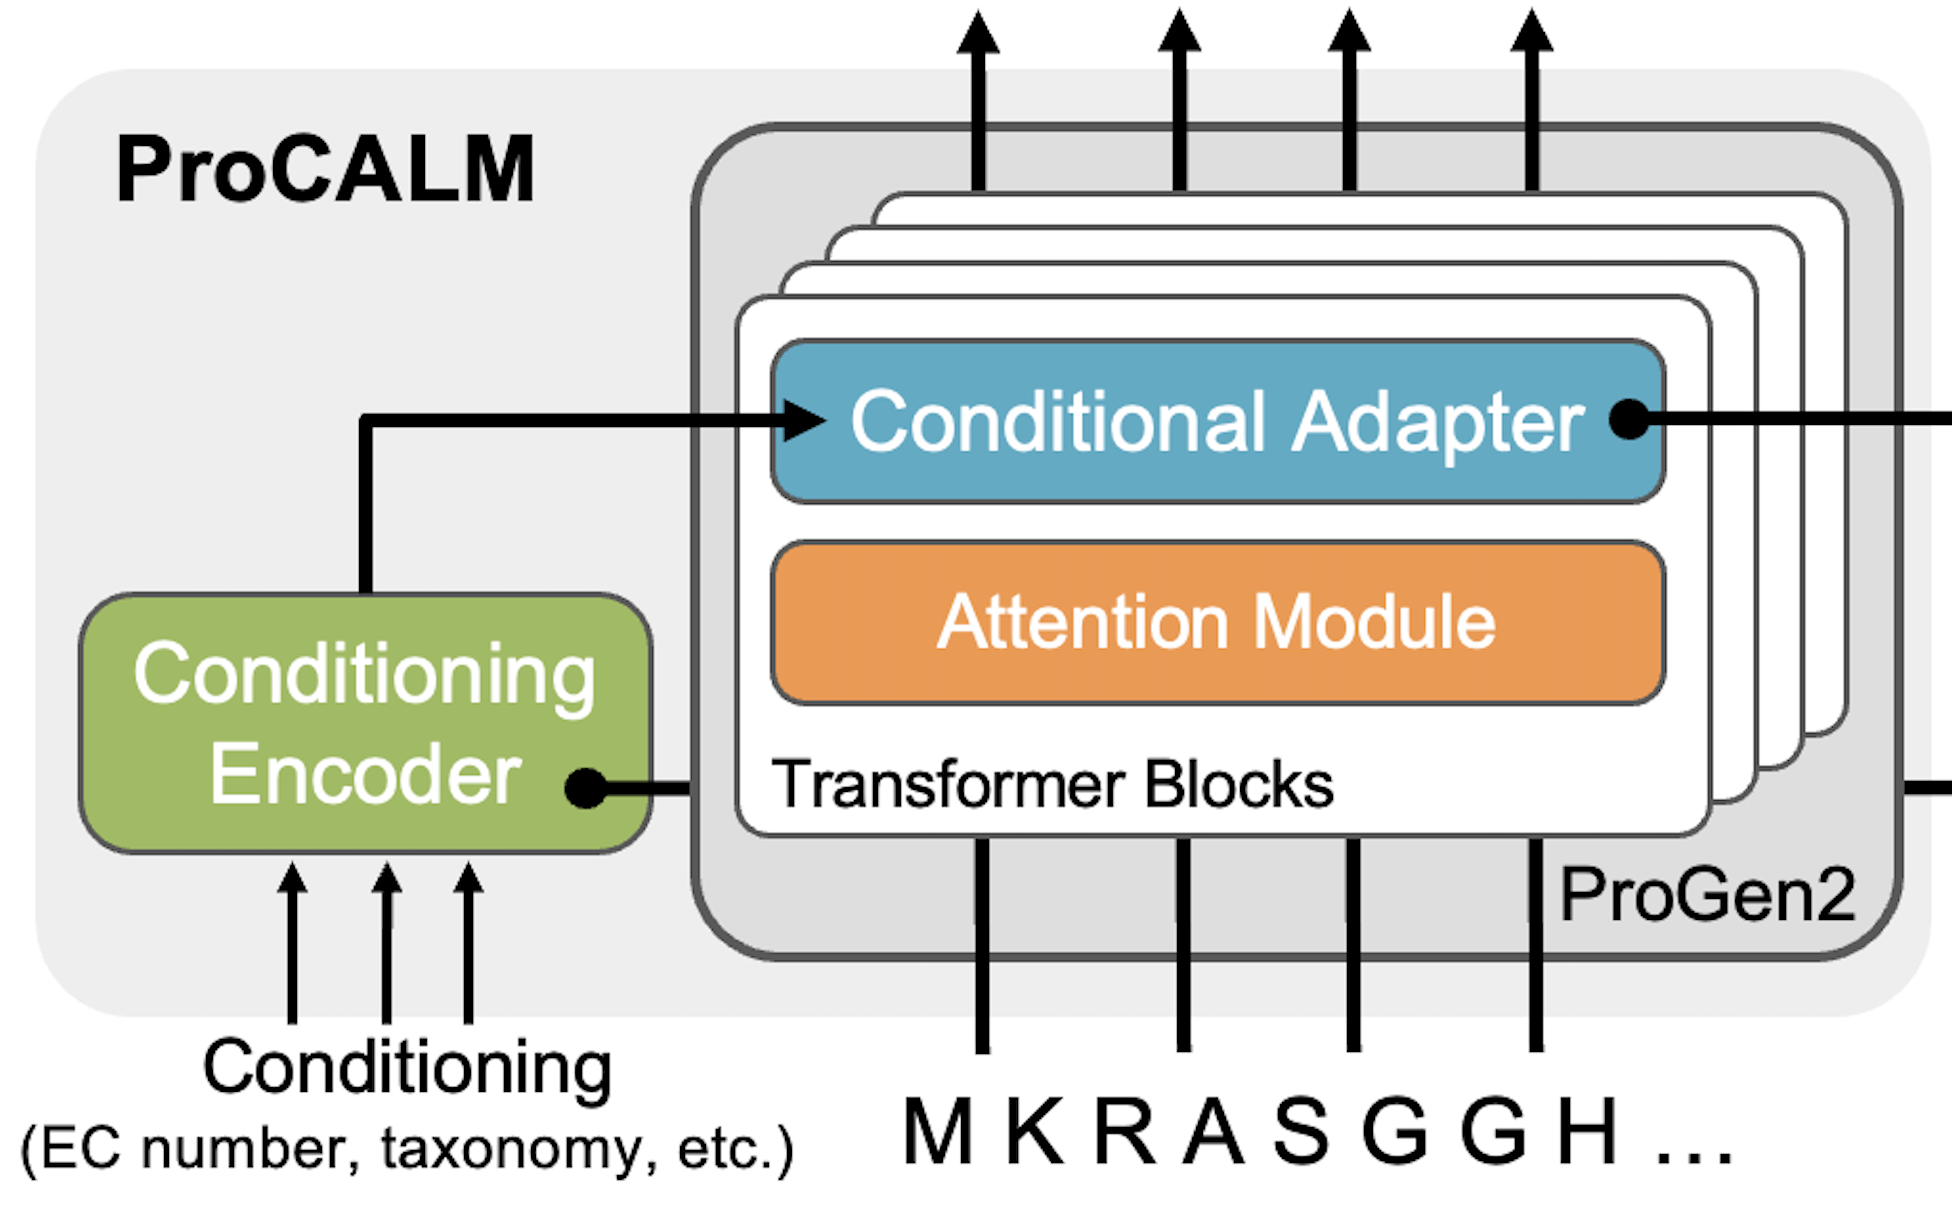 ProCALM
Conditional Adapter
Attention Module
Transformer Blocks
ProGen2
Conditioning
Encoder
Conditioning
(EC number, taxonomy, etc.)
M K R A S G G H ...